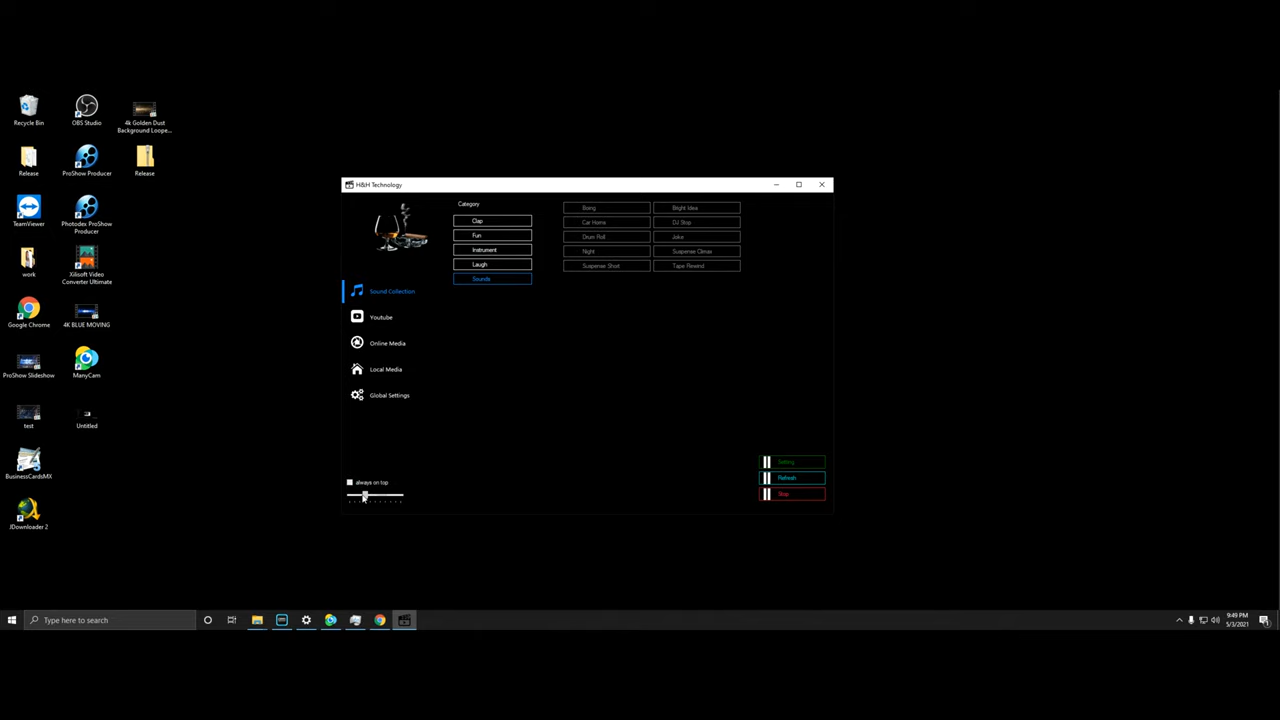 Recycle Bin
OBS Studio
4k Golden Dust
Background Loope...
Release
ProShow Producer
Release
TeamViewer
Photodex ProShow
Producer
work
Xilisoft Video
Converter Ultimate
Google Chrome
4K BLUE MOVING
ProShow Slideshow
ManyCam
test
Untitled
BusinessCardsMX
JDownloader 2
H&H Technology
Category
Clap
Fun
Instrument
Laugh
Sounds
Boing
Bright Idea
Car Home
DJ Stop
Drum Roll
Joke
Night
Suspense Climax
Suspense Short
Tape Rewind
Sound Collection
Youtube
Online Media
Local Media
Global Settings
always on top
Setting
Refresh
Stop
Type here to search
9:49 PM
5/3/2021